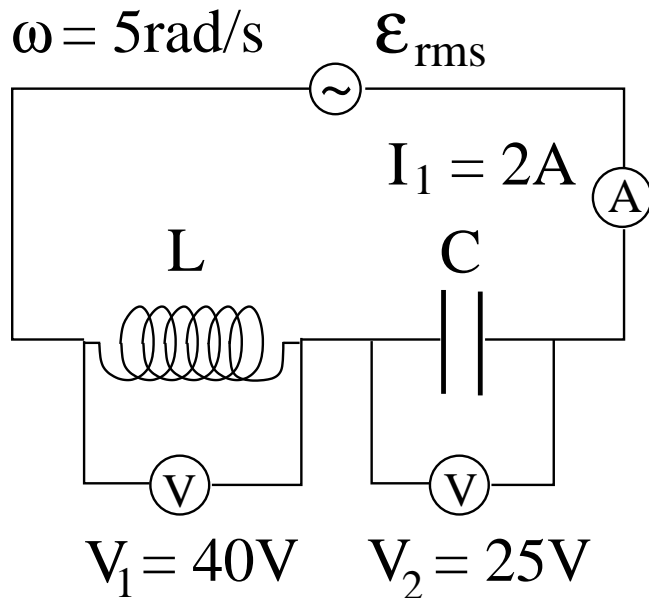 ω = 5rad/s ε_rms
~
I₁ = 2A
A
L
C
V
V
V₁ = 40V V₂ = 25V